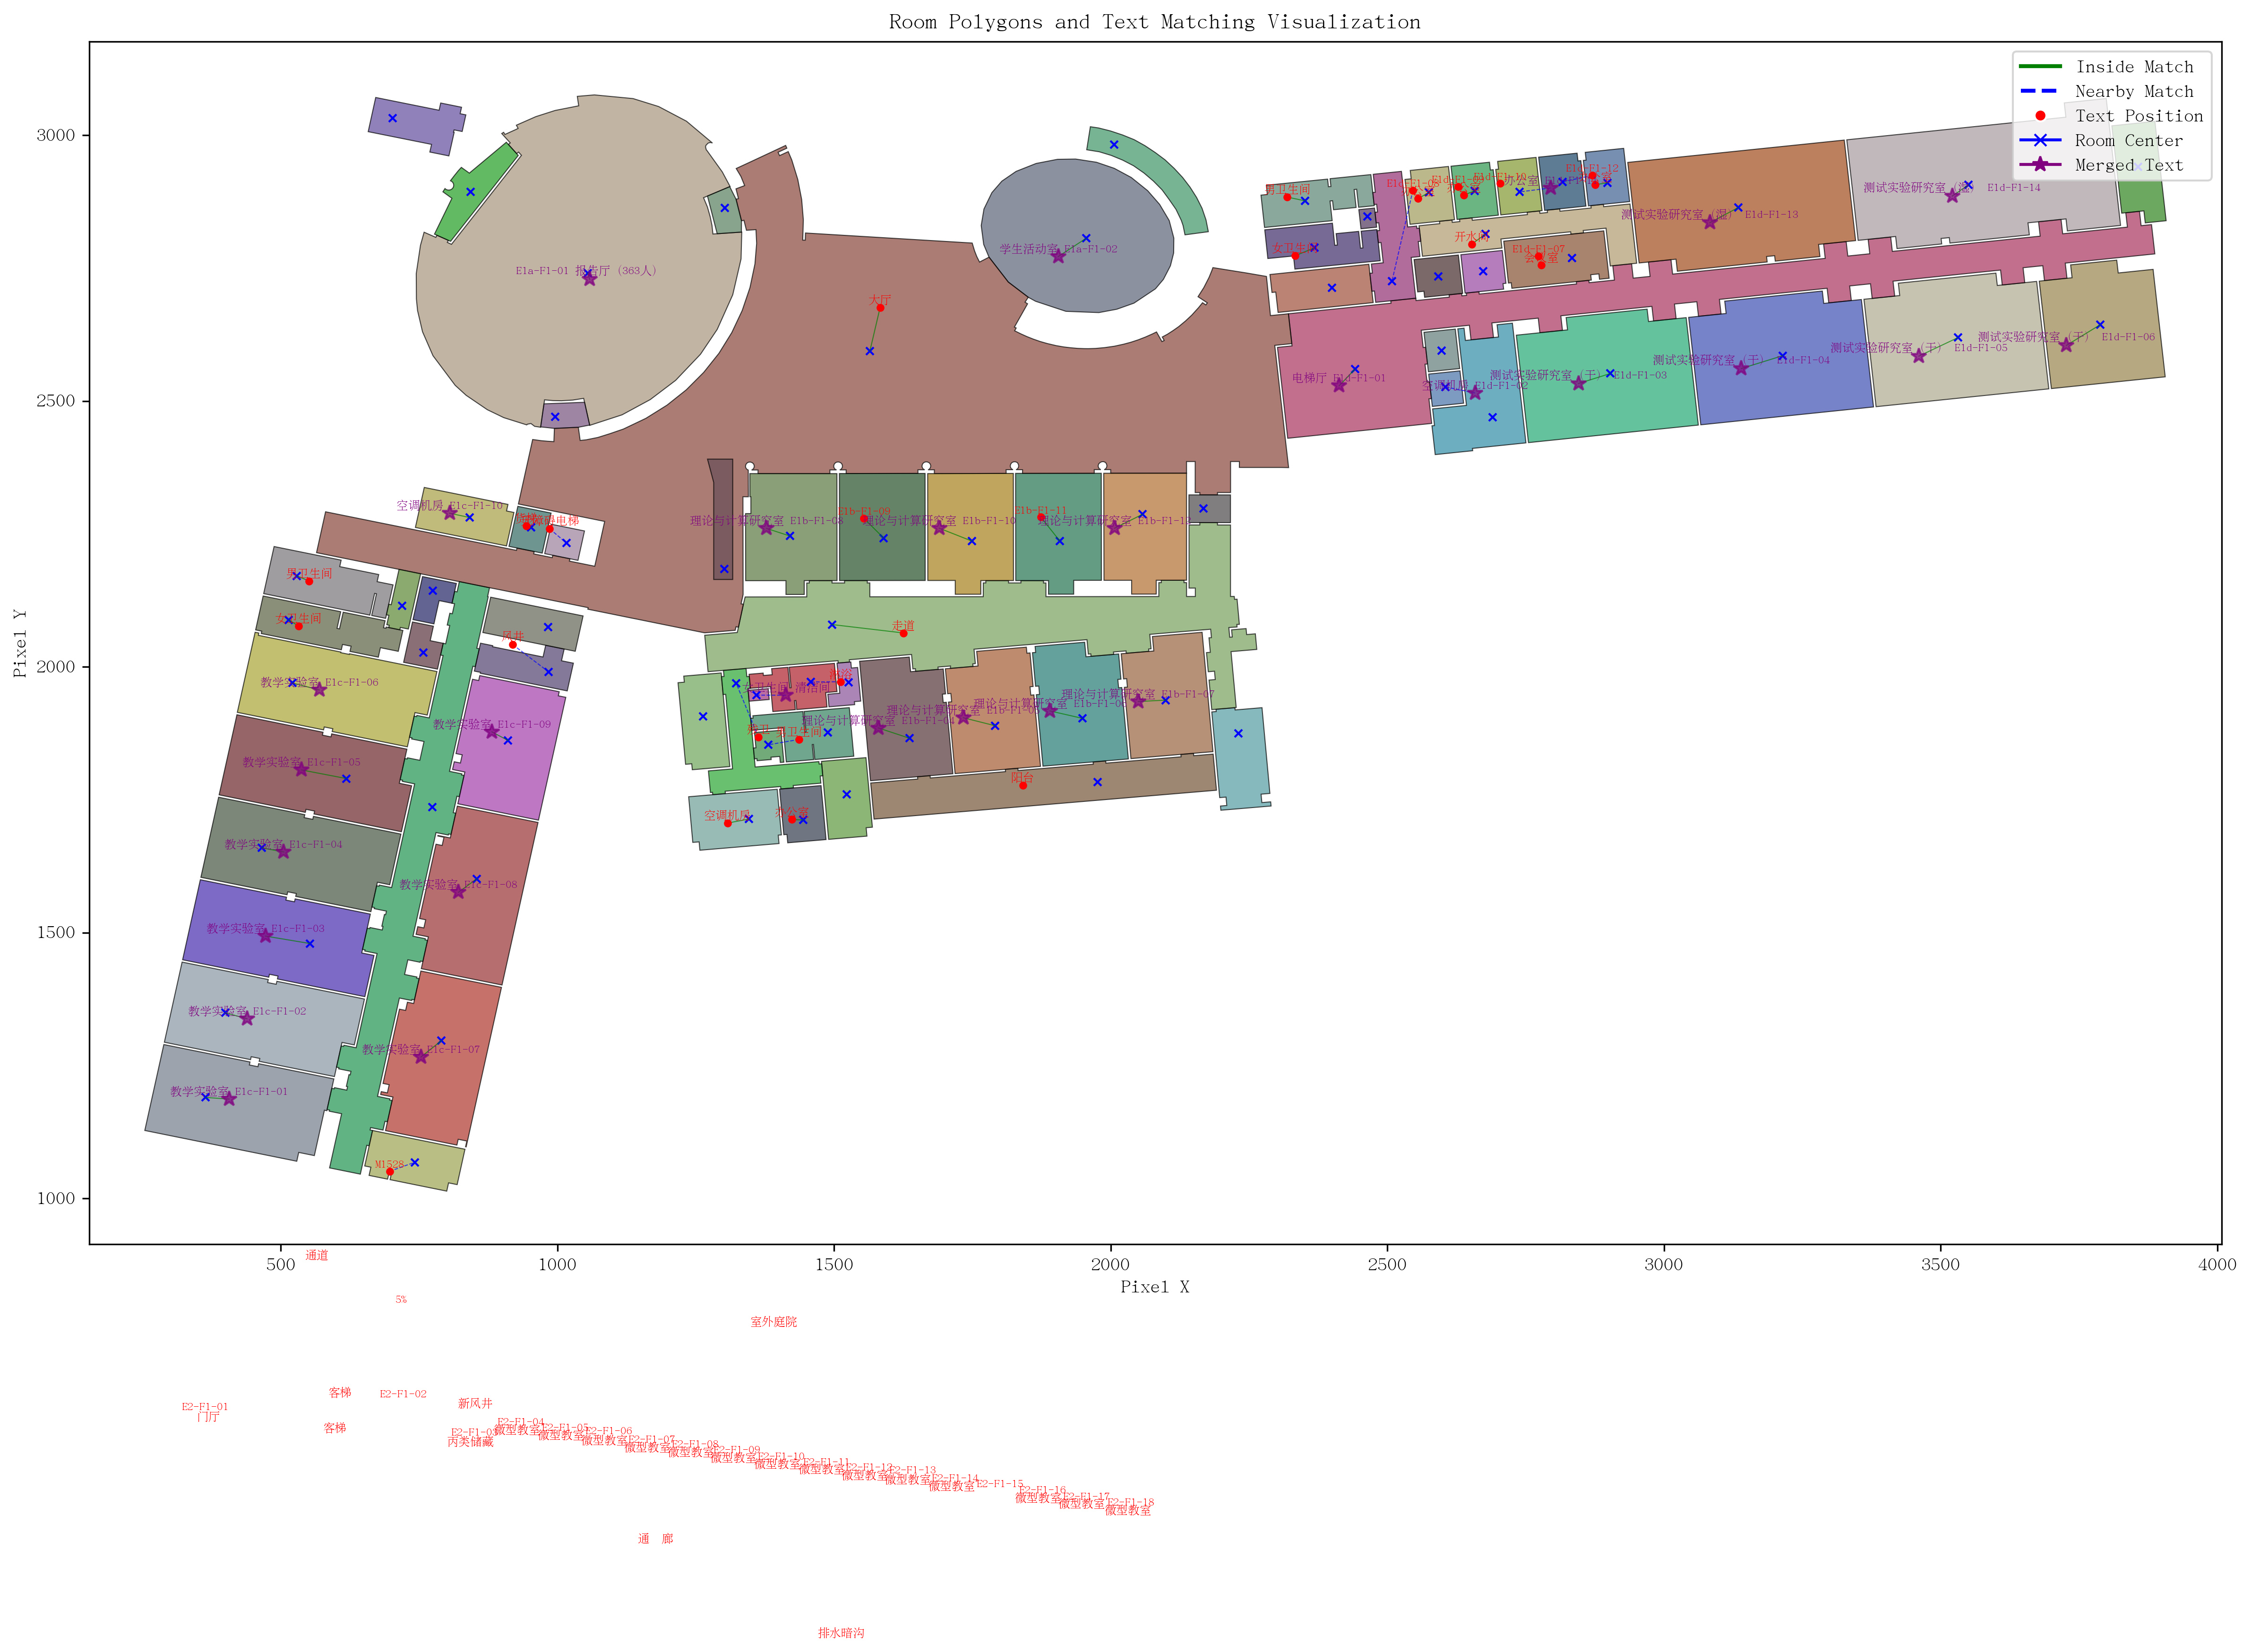 Room Polygons and Text Matching Visualization
Inside Match
Nearby Match
Text Position
Room Center
Merged Text
Pixel Y
3000
2500
2000
1500
1000
500
1000
1500
2000
2500
3000
3500
4000
Pixel X
E1a-F1-01 报告厅 (363人)
学生活动室 E1a-F1-02
大厅
男卫生间
女卫生间
E1d-F1-10
E1d-F1-12
开水间
E1d-F1-07
会议室
测试实验研究室 (湿) E1d-F1-13
测试实验研究室 (湿) E1d-F1-14
电梯厅 E1d-F1-01
空调机房 E1d-F1-02
测试实验研究室 (干) E1d-F1-03
测试实验研究室 (干) E1d-F1-04
测试实验研究室 (干) E1d-F1-05
测试实验研究室 (干) E1d-F1-06
空调机房 E1c-F1-10
理论与计算研究室 E1b-F1-08
E1b-F1-09
理论与计算研究室 E1b-F1-10
E1b-F1-11
理论与计算研究室 E1b-F1-12
男卫生间
女卫生间
风井
走道
教学实验室 E1c-F1-06
教学实验室 E1c-F1-09
教学实验室 E1c-F1-05
教学实验室 E1c-F1-04
教学实验室 E1c-F1-08
教学实验室 E1c-F1-03
教学实验室 E1c-F1-02
教学实验室 E1c-F1-07
教学实验室 E1c-F1-01
M1528
女卫生间 清洁间
淋浴
残卫
男卫生间
理论与计算研究室 E1b-F1-04
理论与计算研究室 E1b-F1-05
理论与计算研究室 E1b-F1-06
理论与计算研究室 E1b-F1-07
阳台
空调机房
办公室
通道
5%
室外庭院
客梯
E2-F1-02
新风井
E2-F1-01
门厅
客梯
E2-F1-03
丙类储藏
E2-F1-04
微型教室
E2-F1-05
微型教室
E2-F1-06
微型教室
E2-F1-07
微型教室
E2-F1-08
微型教室
E2-F1-09
微型教室
E2-F1-10
微型教室
E2-F1-11
微型教室
E2-F1-12
微型教室
E2-F1-13
微型教室
E2-F1-14
微型教室
E2-F1-15
E2-F1-16
微型教室
E2-F1-17
微型教室
E2-F1-18
微型教室
通 廊
排水暗沟